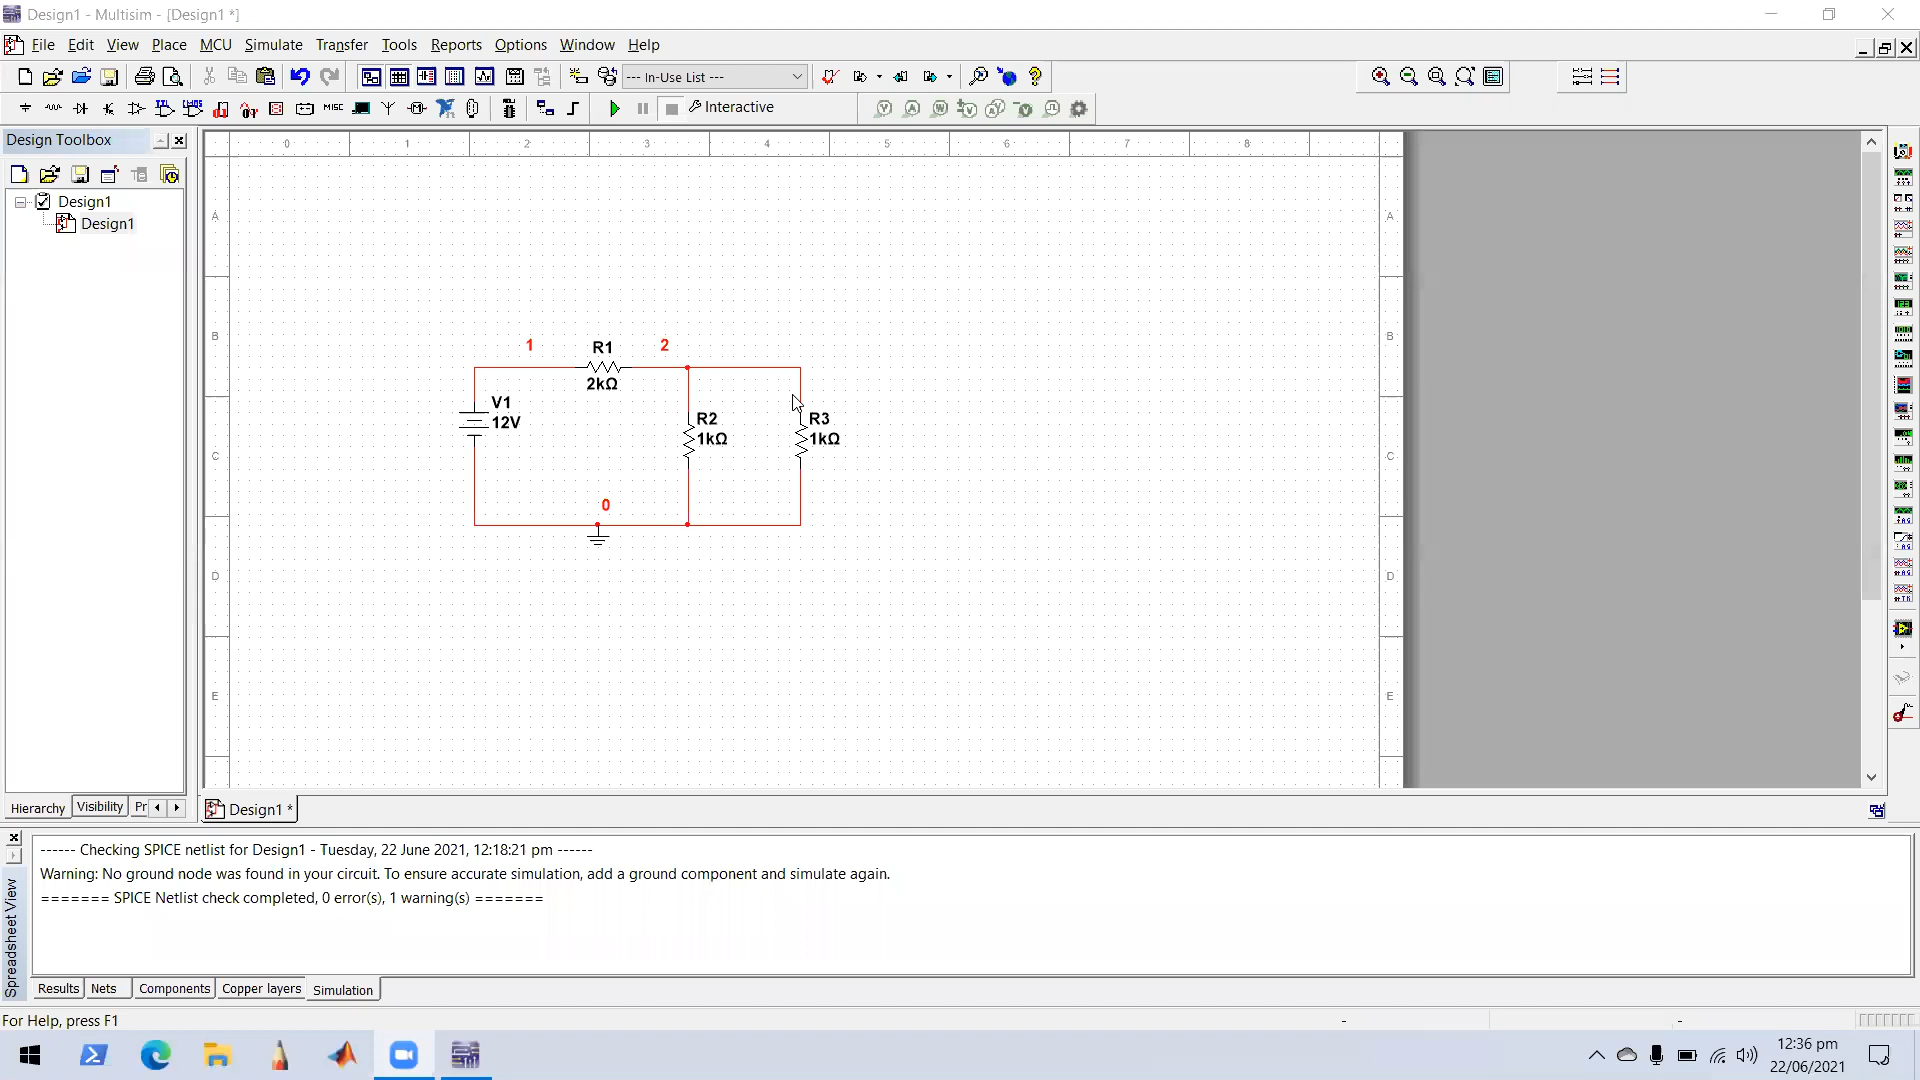 Design1 - Multisim - [Design1 *]
File Edit View Place MCU Simulate Transfer Tools Reports Options Window Help
--- In-Use List ---
MISC Interactive
Design Toolbox
Design1
Design1
0 1 2 3 4 5 6 7 8
A A
B B
C C
D D
E E
1 R1 2
2kΩ
V1
12V
R2 R3
1kΩ 1kΩ
0
Hierarchy Visibility Pr
Design1 *
------ Checking SPICE netlist for Design1 - Tuesday, 22 June 2021, 12:18:21 pm ------
Warning: No ground node was found in your circuit. To ensure accurate simulation, add a ground component and simulate again.
======= SPICE Netlist check completed, 0 error(s), 1 warning(s) =======
Spreadsheet View
Results Nets Components Copper layers Simulation
For Help, press F1 - -
12:36 pm
22/06/2021